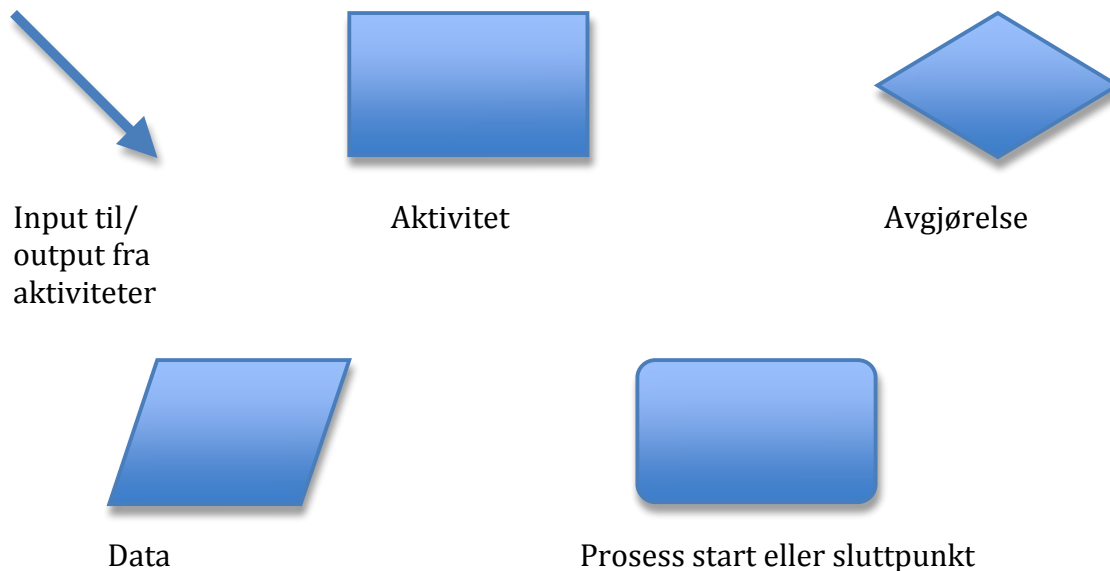 Input til/
output fra
aktiviteter
Aktivitet
Avgjørelse
Data
Prosess start eller sluttpunkt